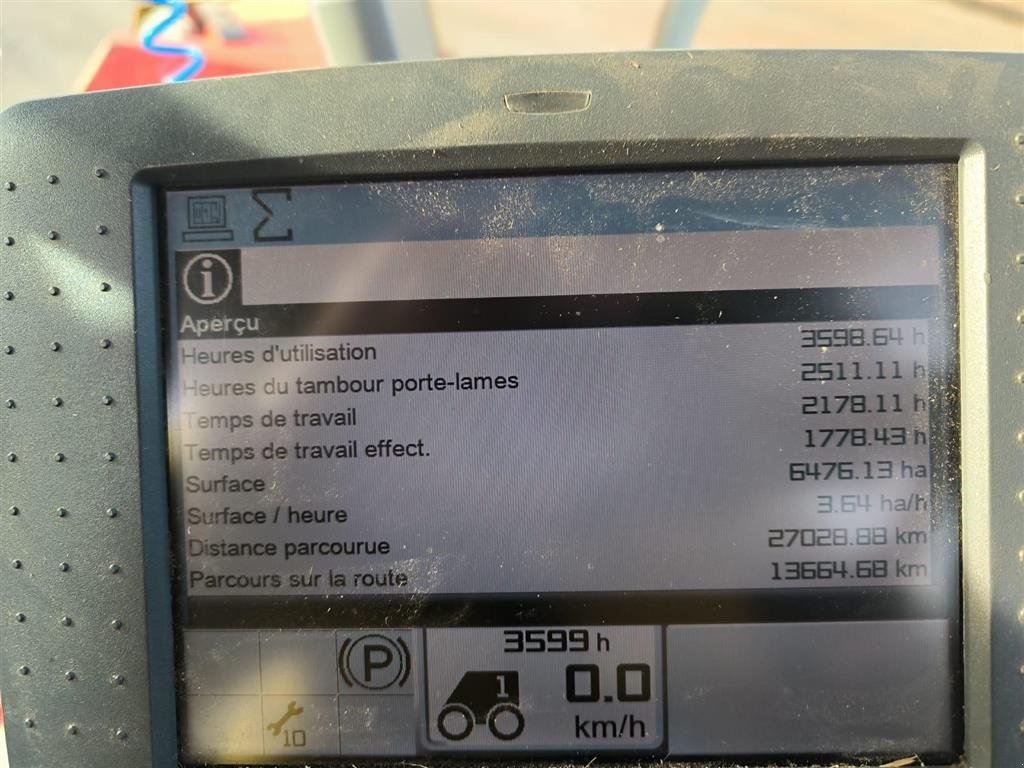 Aperçu
Heures d'utilisation 3598.64 h
Heures du tambour porte-lames 2511.11 h
Temps de travail 2178.11 h
Temps de travail effect. 1778.43 h
Surface 6476.13 ha
Surface / heure 3.64 ha/h
Distance parcourue 27028.88 km
Parcours sur la route 13664.68 km
P
3599 h
1
0.0
km/h
10